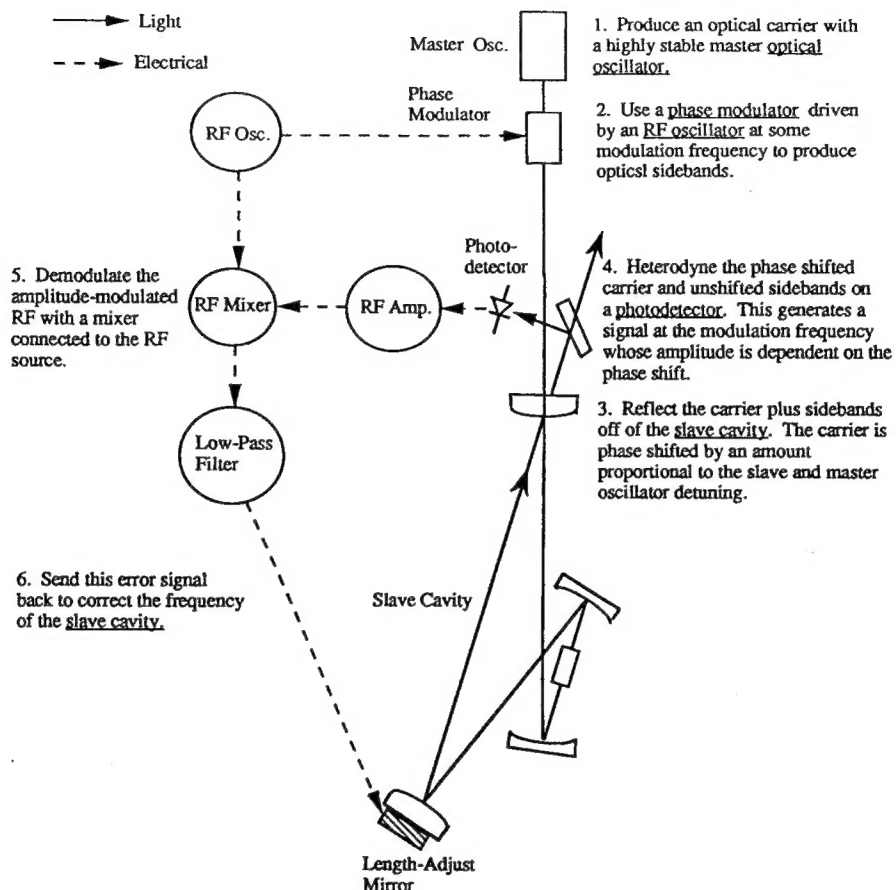 Light
Electrical
Master Osc.
1. Produce an optical carrier with
a highly stable master optical
oscillator.
Phase
Modulator
RF Osc.
2. Use a phase modulator driven
by an RF oscillator at some
modulation frequency to produce
opticsl sidebands.
Photo-
detector
5. Demodulate the
amplitude-modulated
RF with a mixer
connected to the RF
source.
RF Mixer
RF Amp.
4. Heterodyne the phase shifted
carrier and unshifted sidebands on
a photodetector. This generates a
signal at the modulation frequency
whose amplitude is dependent on the
phase shift.
3. Reflect the carrier plus sidebands
off of the slave cavity. The carrier is
phase shifted by an amount
proportional to the slave and master
oscillator detuning.
Low-Pass
Filter
6. Send this error signal
back to correct the frequency
of the slave cavity.
Slave Cavity
Length-Adjust
Mirror